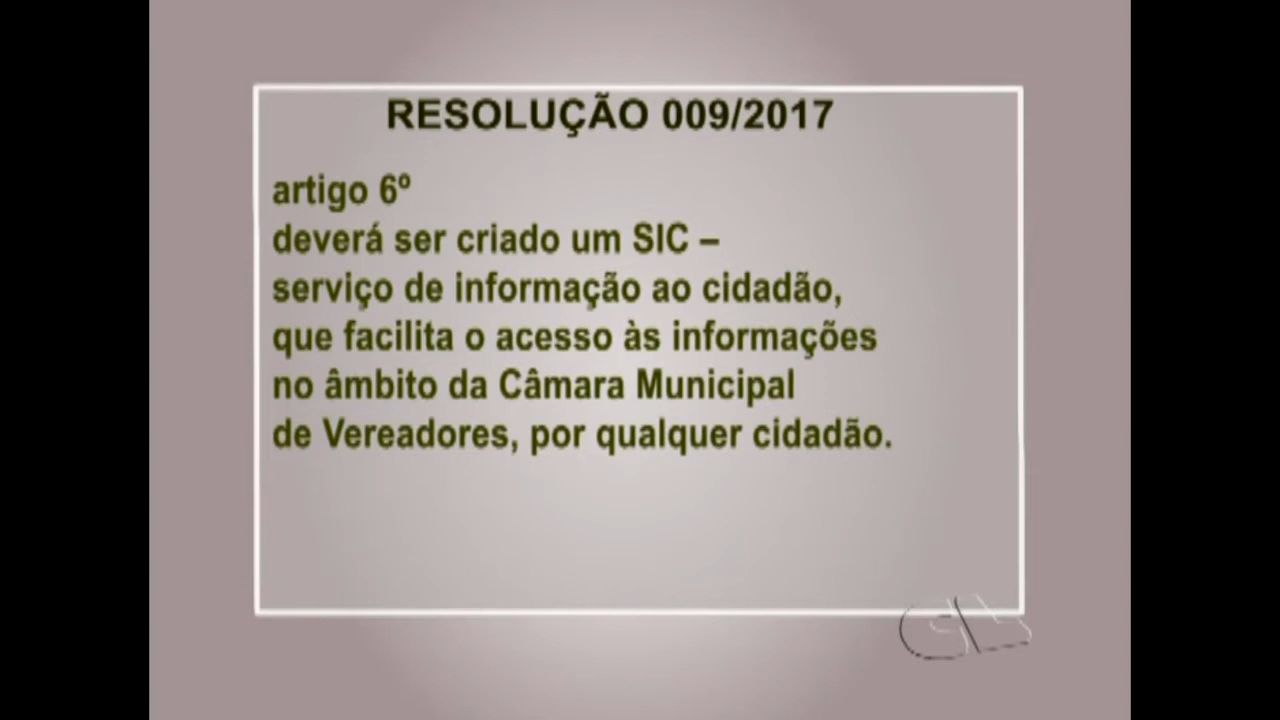 RESOLUÇÃO 009/2017
artigo 6º
deverá ser criado um SIC –
serviço de informação ao cidadão,
que facilita o acesso às informações
no âmbito da Câmara Municipal
de Vereadores, por qualquer cidadão.